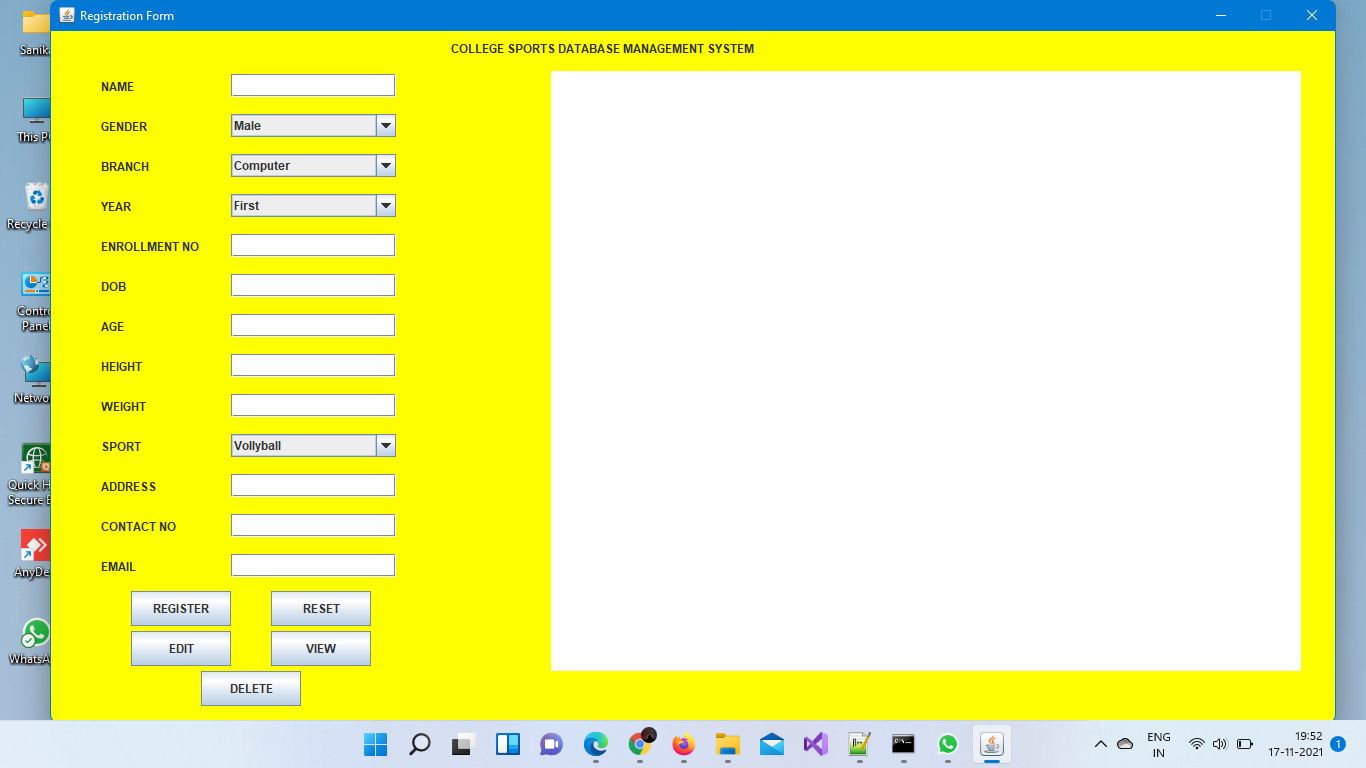 Registration Form
COLLEGE SPORTS DATABASE MANAGEMENT SYSTEM
NAME
GENDER Male
BRANCH Computer
YEAR First
ENROLLMENT NO
DOB
AGE
HEIGHT
WEIGHT
SPORT Vollyball
ADDRESS
CONTACT NO
EMAIL
REGISTER RESET
EDIT VIEW
DELETE
Sanik
This P
Recycle
Contro
Panel
Netwo
Quick H
Secure B
AnyDe
WhatsA
ENG
IN
19:52
17-11-2021
1